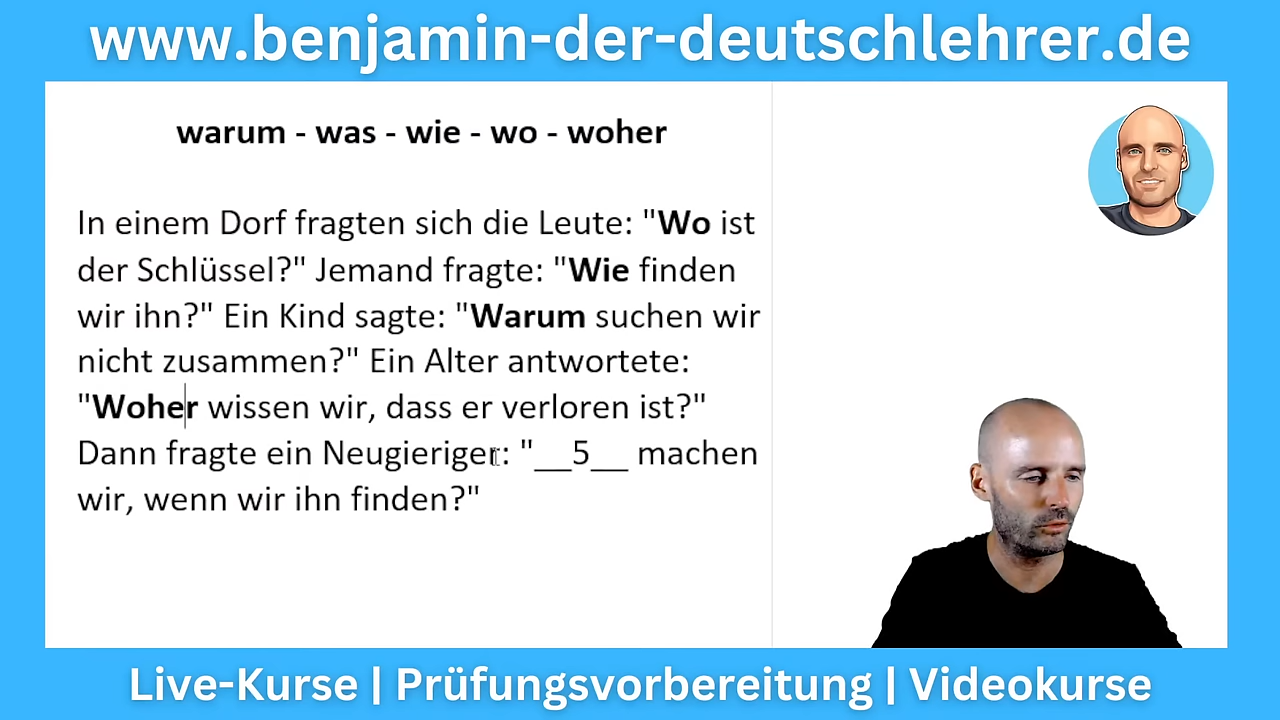 www.benjamin-der-deutschlehrer.de
warum - was - wie - wo - woher
In einem Dorf fragten sich die Leute: "Wo ist
der Schlüssel?" Jemand fragte: "Wie finden
wir ihn?" Ein Kind sagte: "Warum suchen wir
nicht zusammen?" Ein Alter antwortete:
"Woher wissen wir, dass er verloren ist?"
Dann fragte ein Neugieriger: "__5__ machen
wir, wenn wir ihn finden?"
Live-Kurse | Prüfungsvorbereitung | Videokurse